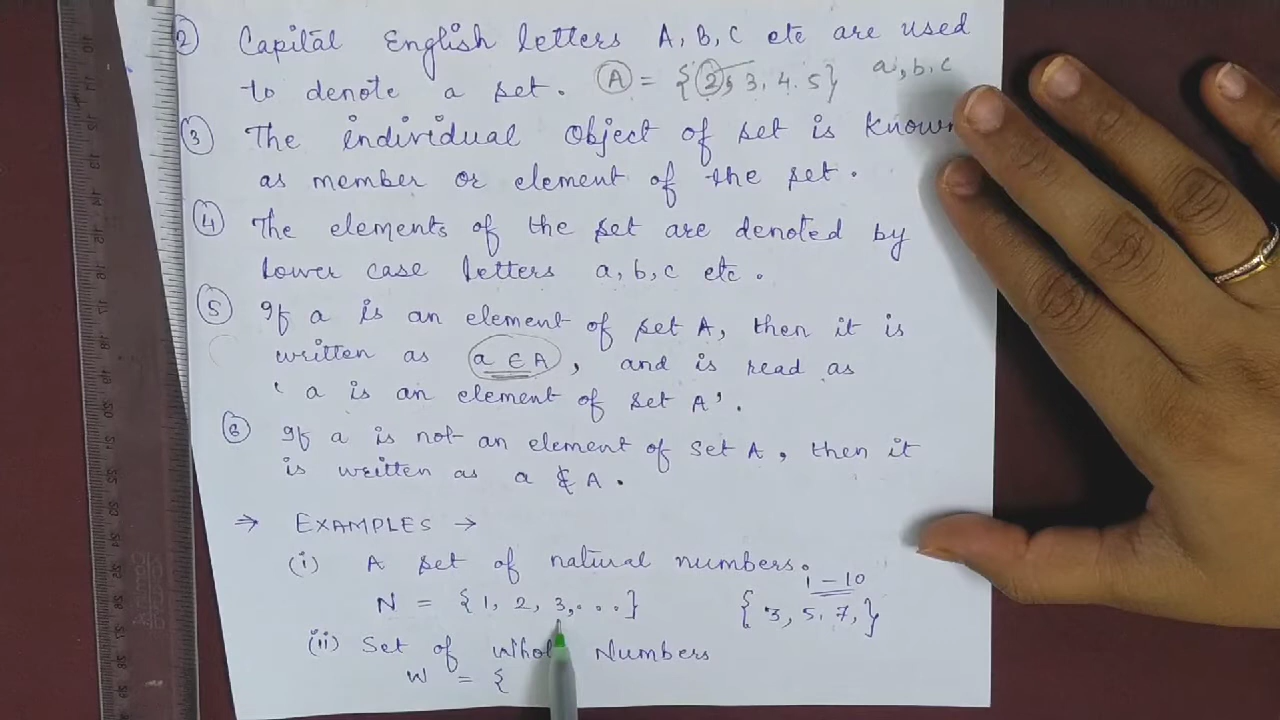 ② Capital English letters A, B, C etc are used
to denote a set. A = {2, 3, 4. 5} a, b, c
③ The individual object of set is known
as member or element of the set.
④ The elements of the set are denoted by
lower case letters a, b, c etc.
⑤ If a is an element of set A, then it is
written as a ∈ A, and is read as
' a is an element of set A'.
⑥ If a is not an element of set A, then it
is written as a ∉ A.
⇒ EXAMPLES →
(i) A set of natural numbers.
1 – 10
N = {1, 2, 3, . . .} {3, 5, 7, }
(ii) Set of Whol Numbers
W = {